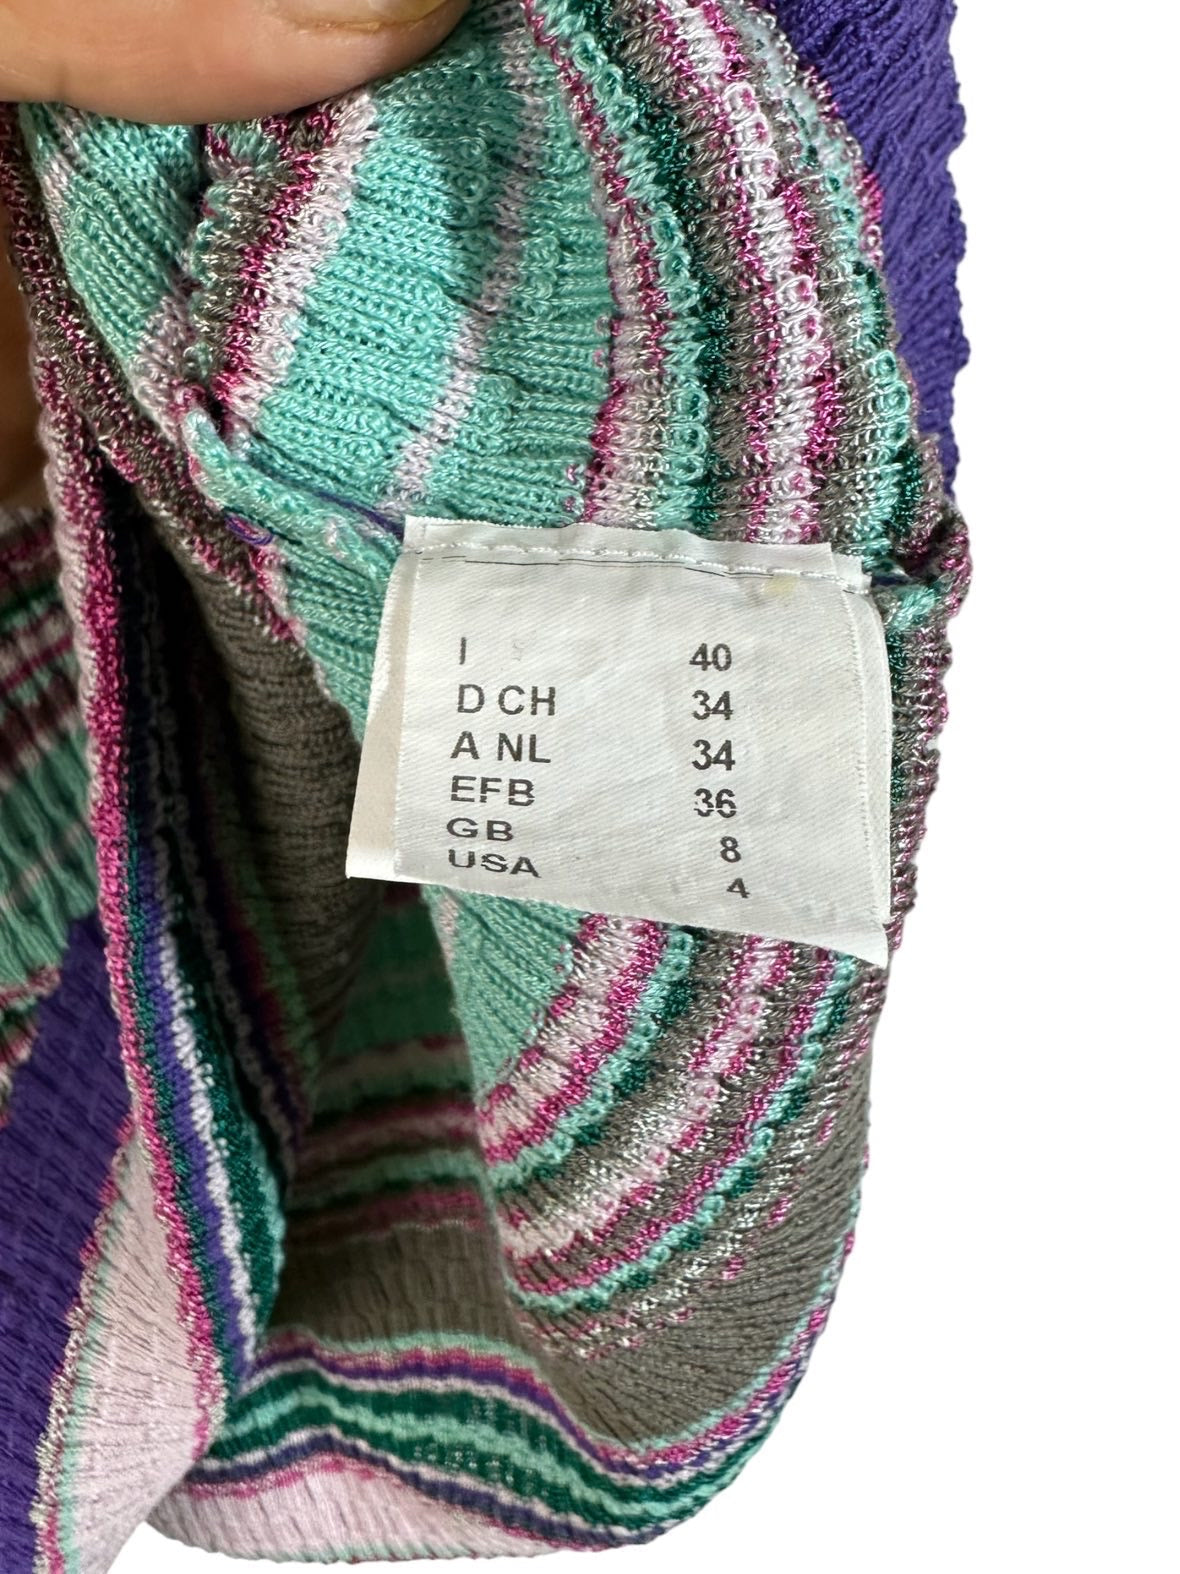 I 40
D CH 34
A NL 34
EFB 36
GB 8
USA 4